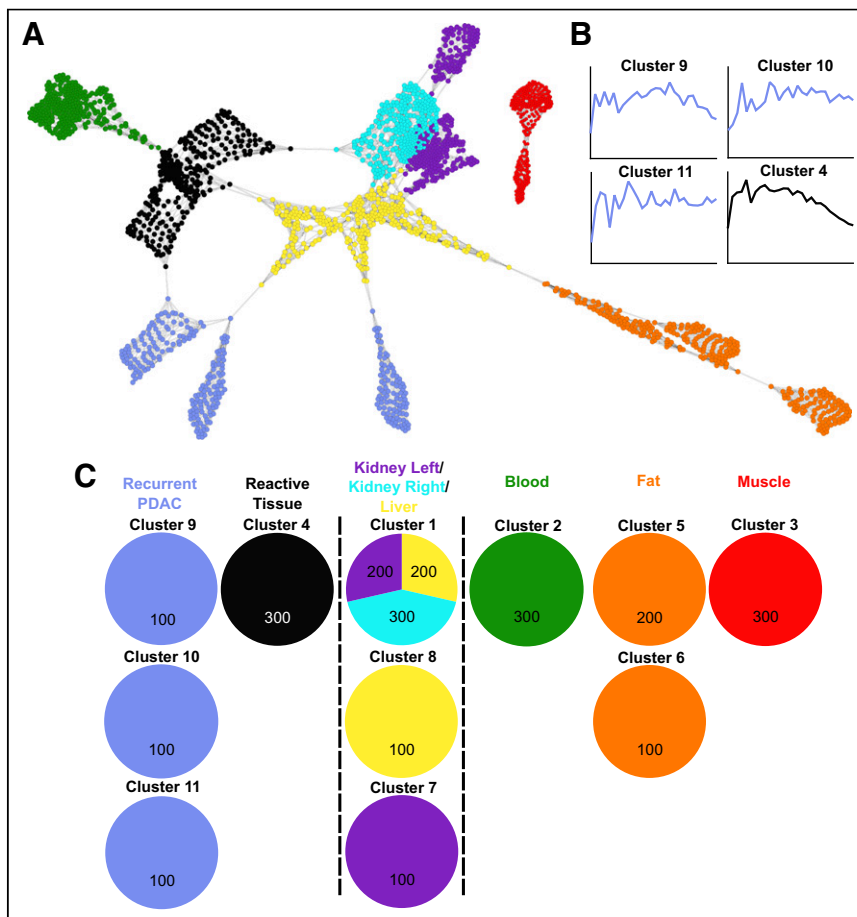 A
B
Cluster 9
Cluster 10
Cluster 11
Cluster 4
C
Recurrent
PDAC
Reactive
Tissue
Kidney Left/
Kidney Right/
Liver
Blood
Fat
Muscle
Cluster 9
Cluster 4
Cluster 1
Cluster 2
Cluster 5
Cluster 3
100
300
200
200
300
300
200
300
Cluster 10
Cluster 8
Cluster 6
100
100
100
Cluster 11
Cluster 7
100
100